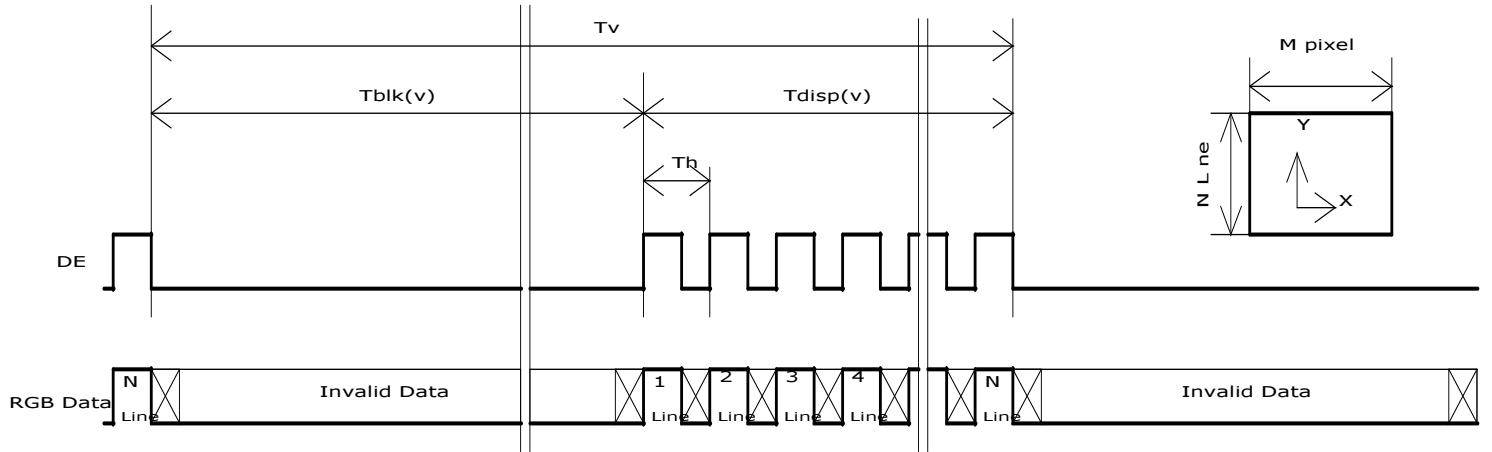 Tv
M pixel
Tblk(v)
Tdisp(v)
Y
N Line
Th
X
DE
RGB Data
N
Line
Invalid Data
1
Line
2
Line
3
Line
4
Line
N
Line
Invalid Data